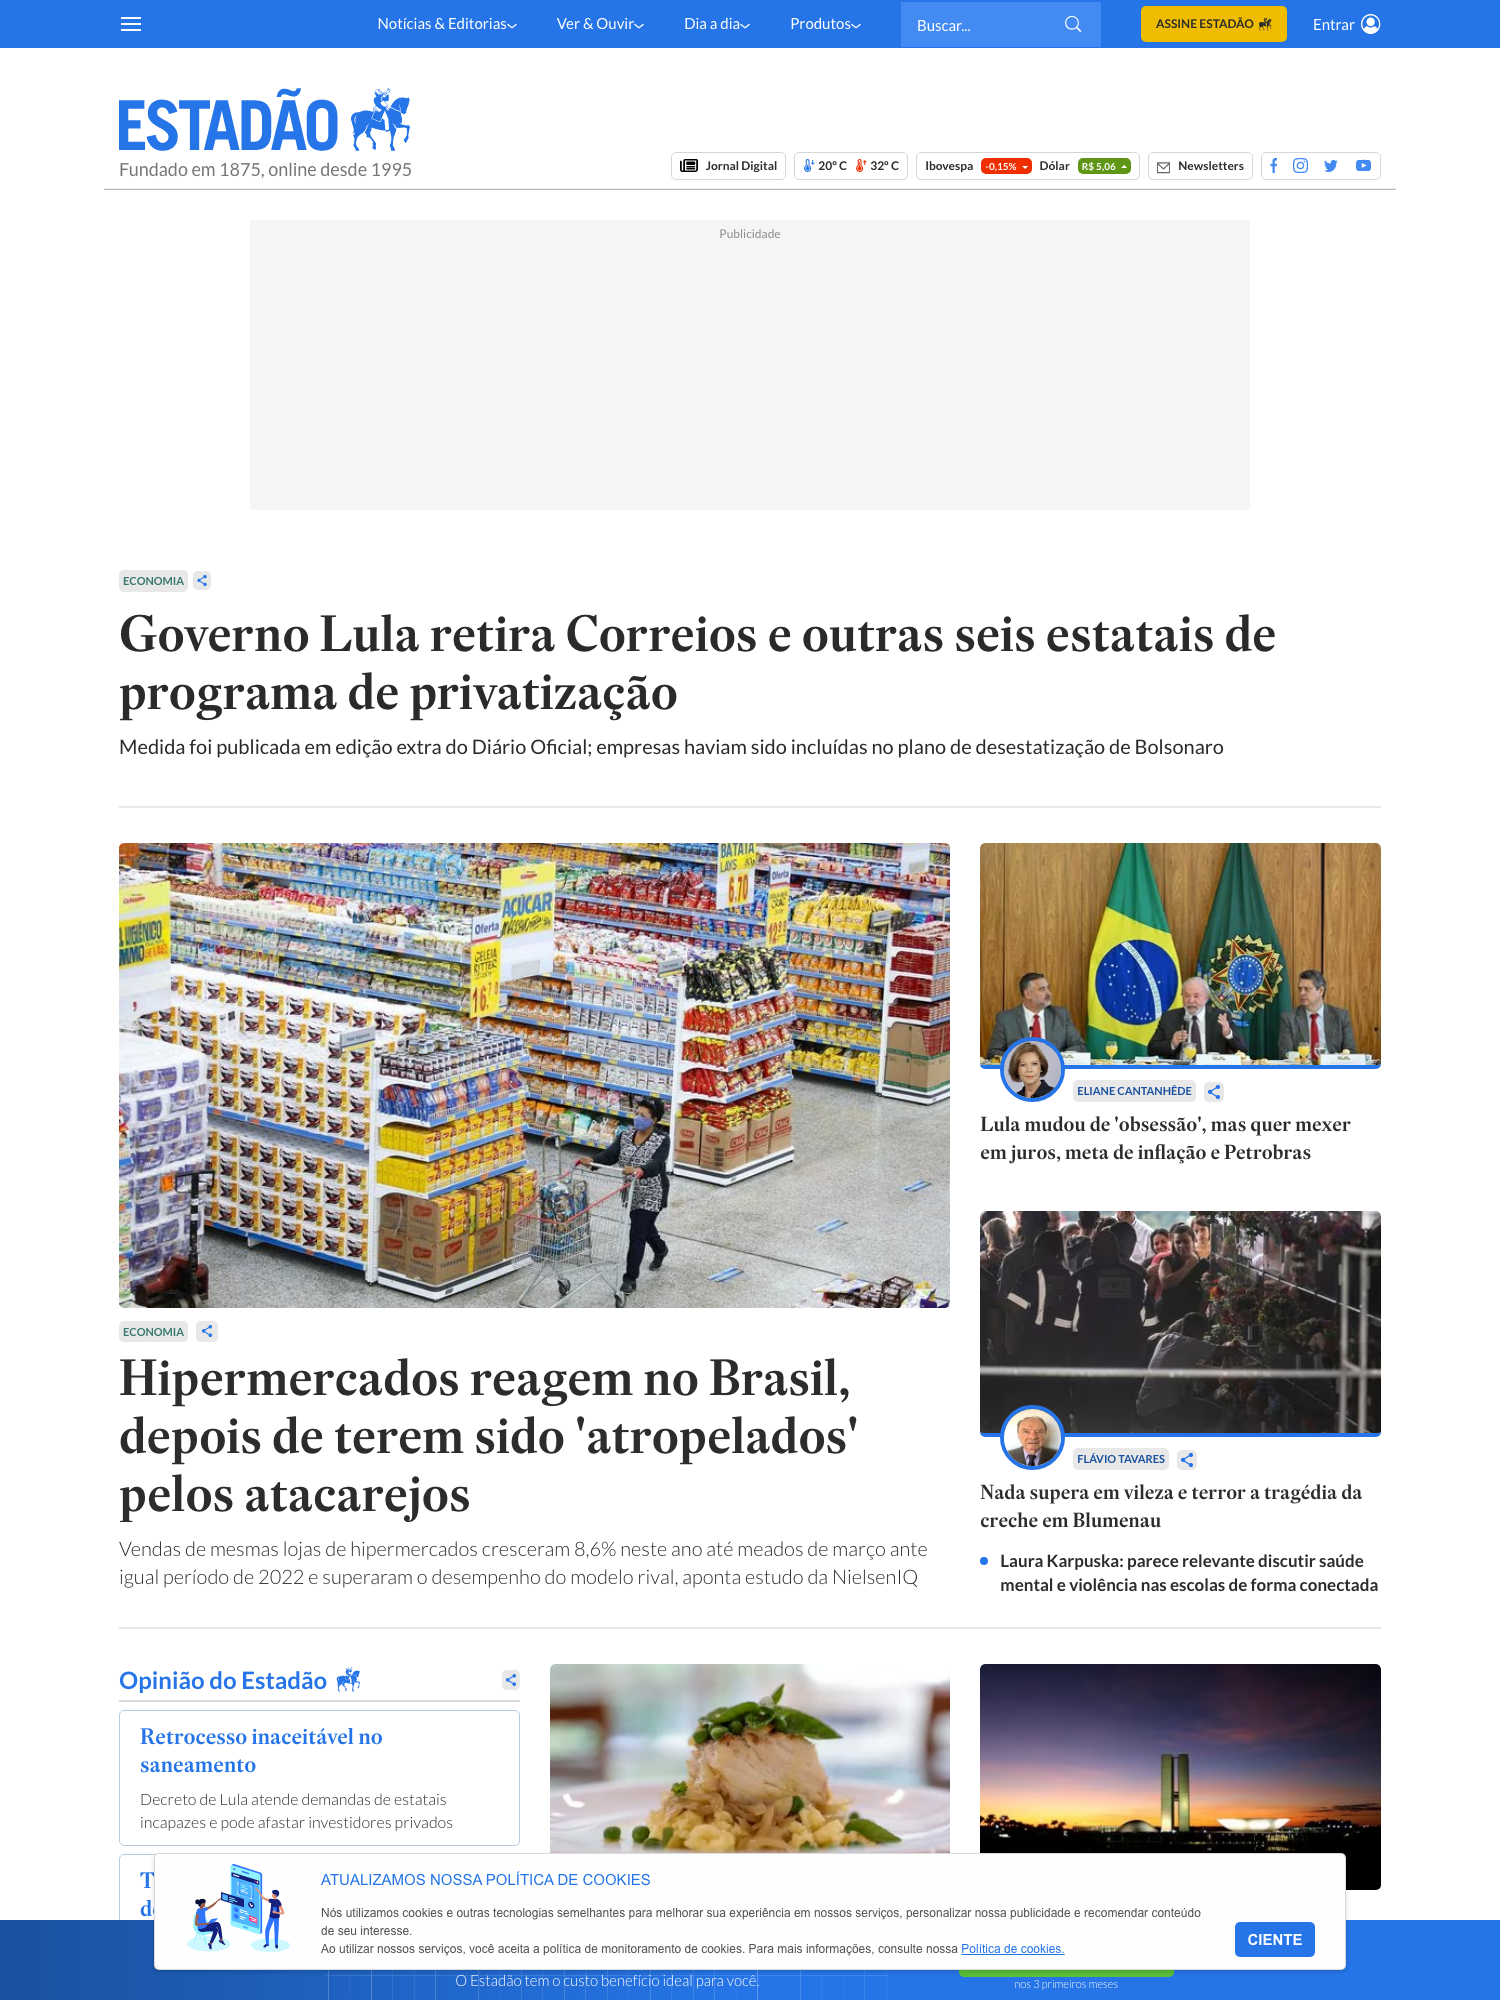 Notícias & Editorias
Ver & Ouvir
Dia a dia
Produtos
Buscar...
ASSINE ESTADÃO
Entrar
ESTADÃO
Fundado em 1875, online desde 1995
Jornal Digital
20º C 32º C
Ibovespa -0,15% Dólar R$ 5,06
Newsletters
Publicidade
ECONOMIA
Governo Lula retira Correios e outras seis estatais de
programa de privatização
Medida foi publicada em edição extra do Diário Oficial; empresas haviam sido incluídas no plano de desestatização de Bolsonaro
BATATA
LAYS
6,70
Oferta
AÇÚCAR
Oferta
GELEIA
RITTER
ECONOMIA
Hipermercados reagem no Brasil,
depois de terem sido 'atropelados'
pelos atacarejos
Vendas de mesmas lojas de hipermercados cresceram 8,6% neste ano até meados de março ante
igual período de 2022 e superaram o desempenho do modelo rival, aponta estudo da NielsenIQ
ELIANE CANTANHÊDE
Lula mudou de 'obsessão', mas quer mexer
em juros, meta de inflação e Petrobras
FLÁVIO TAVARES
Nada supera em vileza e terror a tragédia da
creche em Blumenau
Laura Karpuska: parece relevante discutir saúde
mental e violência nas escolas de forma conectada
Opinião do Estadão
Retrocesso inaceitável no
saneamento
Decreto de Lula atende demandas de estatais
incapazes e pode afastar investidores privados
ATUALIZAMOS NOSSA POLÍTICA DE COOKIES
Nós utilizamos cookies e outras tecnologias semelhantes para melhorar sua experiência em nossos serviços, personalizar nossa publicidade e recomendar conteúdo
de seu interesse.
Ao utilizar nossos serviços, você aceita a política de monitoramento de cookies. Para mais informações, consulte nossa Política de cookies.
CIENTE
O Estadão tem o custo benefício ideal para você.
nos 3 primeiros meses